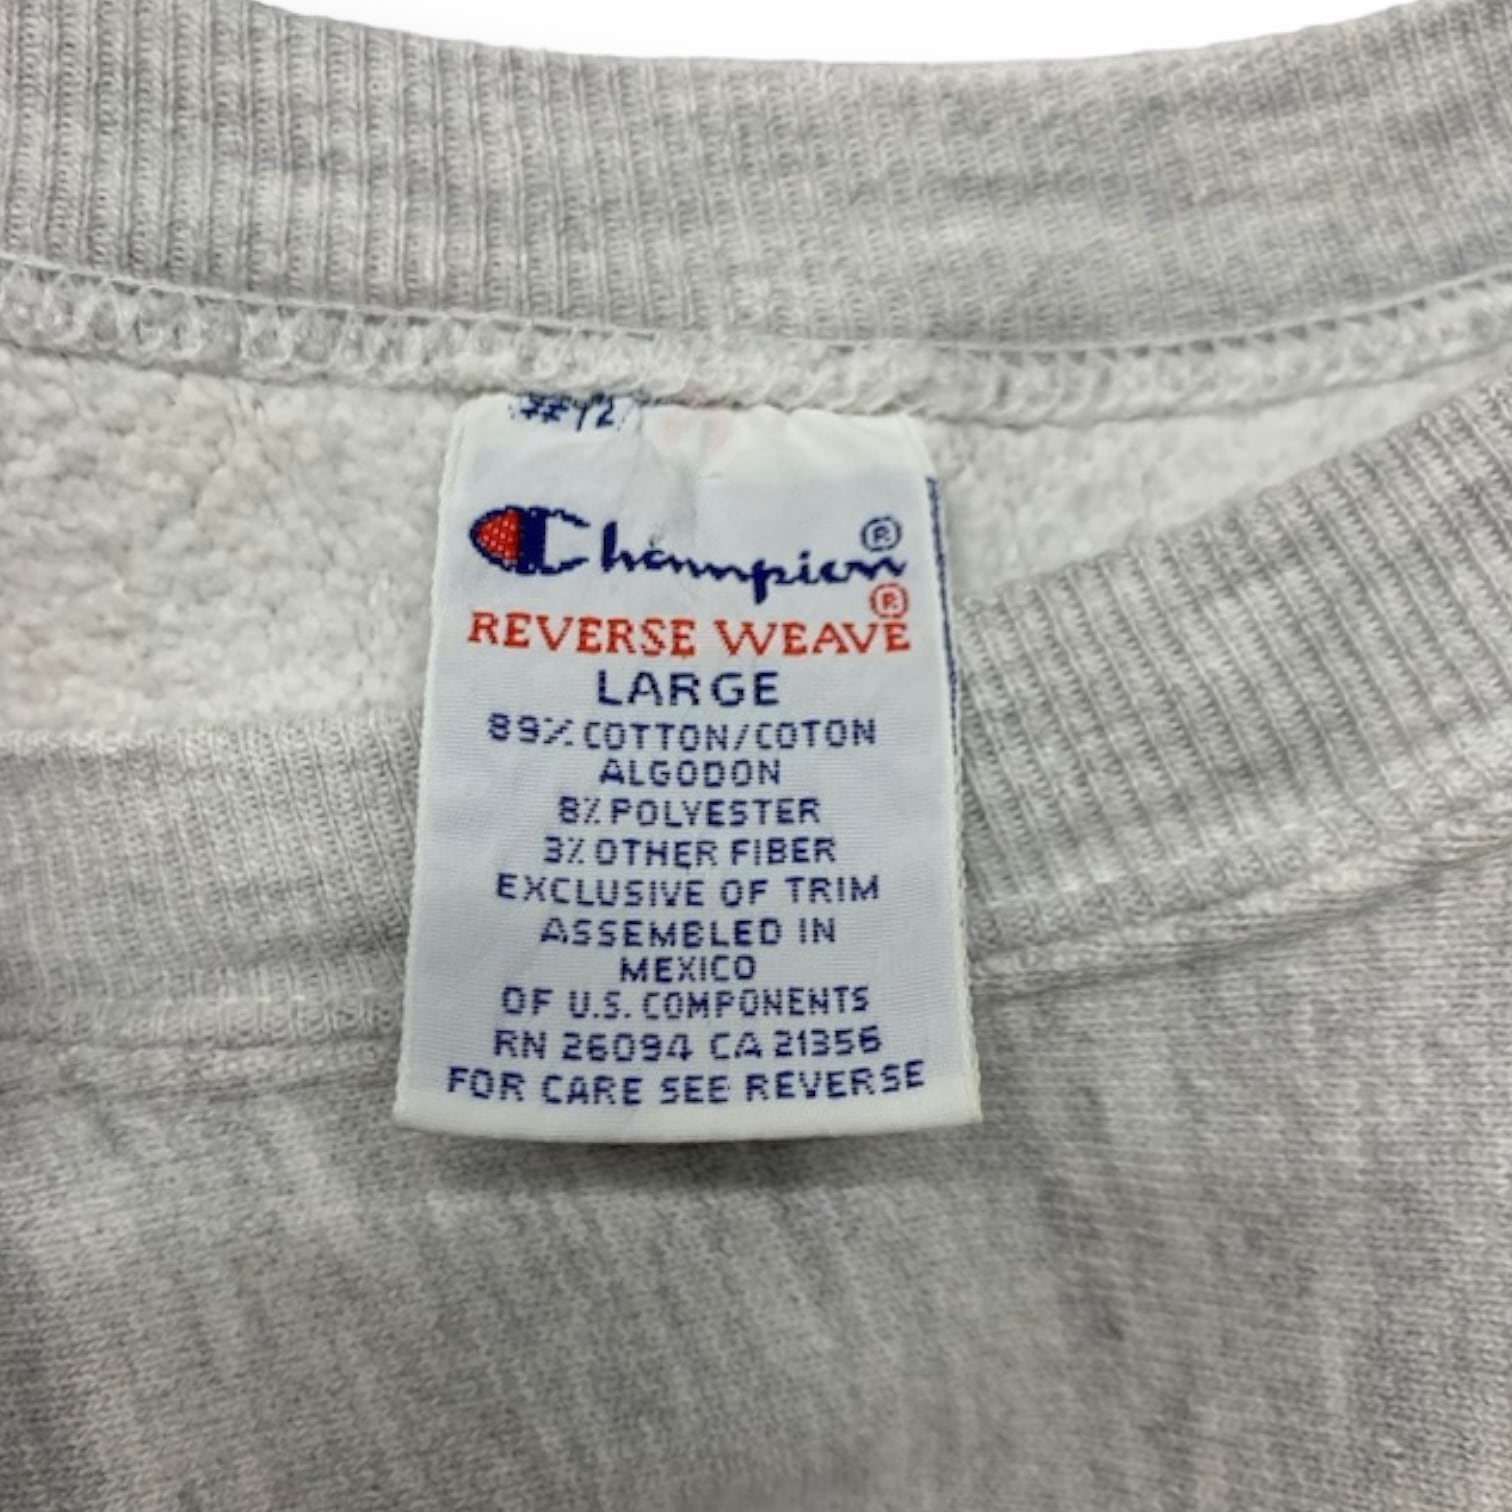 Champion®
REVERSE WEAVE®
LARGE
89% COTTON/COTON
ALGODON
8% POLYESTER
3% OTHER FIBER
EXCLUSIVE OF TRIM
ASSEMBLED IN
MEXICO
OF U.S. COMPONENTS
RN 26094 CA 21356
FOR CARE SEE REVERSE